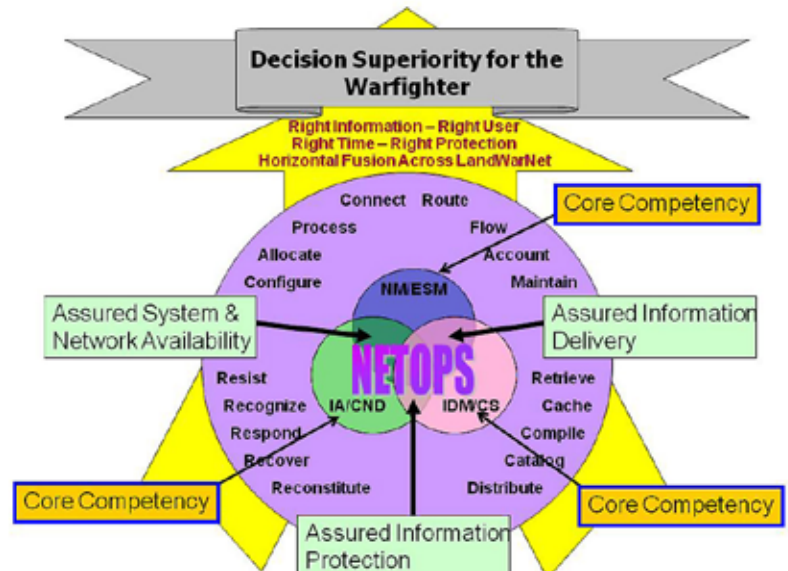 Decision Superiority for the
Warfighter
Right Information – Right User
Right Time – Right Protection
Horizontal Fusion Across LandWarNet
Connect Route
Process Flow
Allocate Account
Configure Maintain
Core Competency
NM/ESM
Assured System &
Network Availability
Assured Information
Delivery
NETOPS
IA/CND
IDM/CS
Resist
Recognize
Respond
Recover
Reconstitute
Retrieve
Cache
Compile
Catalog
Distribute
Core Competency
Core Competency
Assured Information
Protection